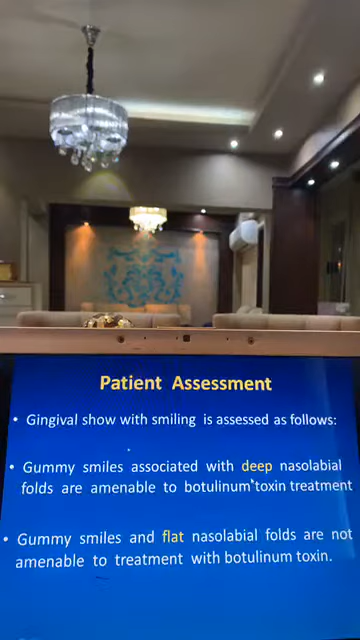 Patient Assessment
• Gingival show with smiling is assessed as follows:
• Gummy smiles associated with deep nasolabial
folds are amenable to botulinum toxin treatment
• Gummy smiles and flat nasolabial folds are not
amenable to treatment with botulinum toxin.